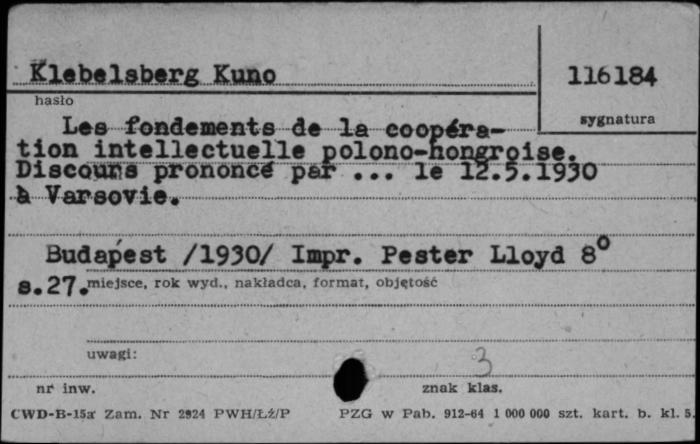 Klebelsberg Kuno
116184
hasło
sygnatura
Les fondements de la coopéra-
tion intellectuelle polono-hongroise.
Discours prononcé par ... le 12.5.1930
à Varsovie.
Budapest /1930/ Impr. Pester Lloyd 8°
s.27.
miejsce, rok wyd., nakładca, format, objętość
uwagi:
3
nr inw.
znak klas.
CWD-B-15a Zam. Nr 2924 PWH/Łź/P
PZG w Pab. 912-64 1 000 000 szt. kart. b. kl. 5.